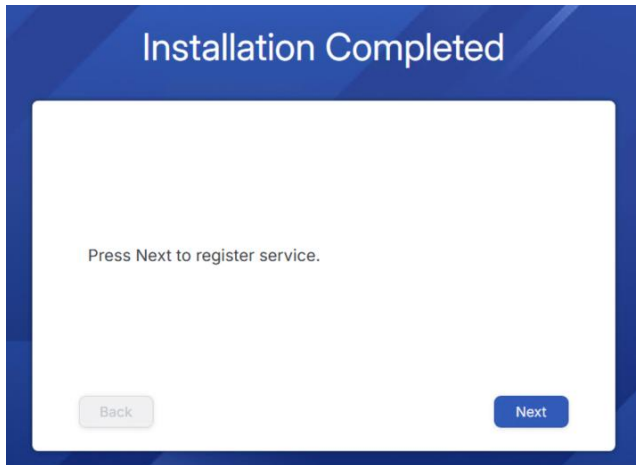 Installation Completed
Press Next to register service.
Back
Next